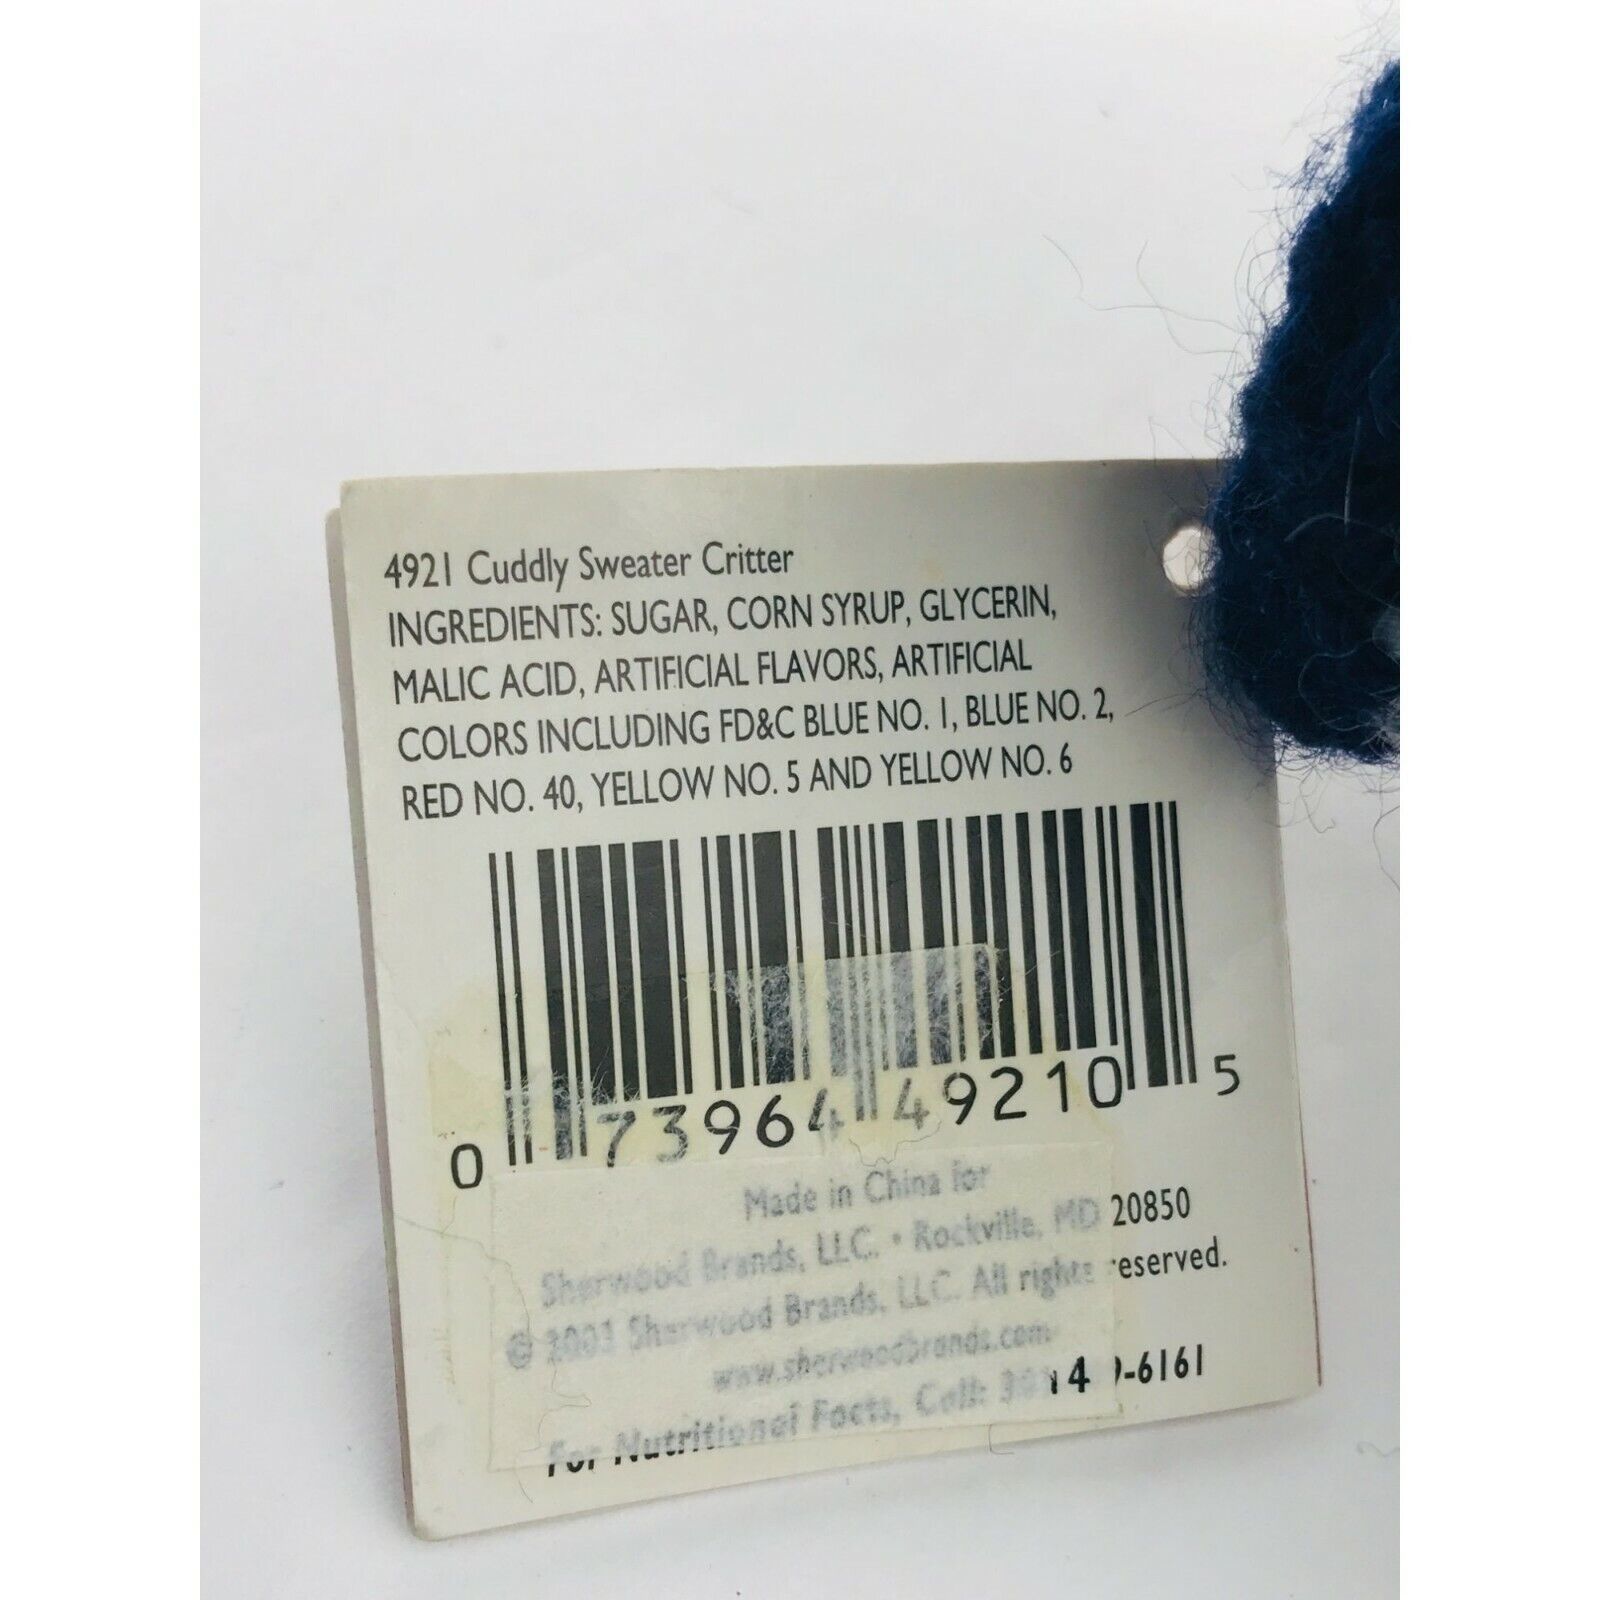 4921 Cuddly Sweater Critter
INGREDIENTS: SUGAR, CORN SYRUP, GLYCERIN,
MALIC ACID, ARTIFICIAL FLAVORS, ARTIFICIAL
COLORS INCLUDING FD&C BLUE NO. 1, BLUE NO. 2,
RED NO. 40, YELLOW NO. 5 AND YELLOW NO. 6
0 73964 49210 5
Made in China for
Sherwood Brands, LLC. • Rockville, MD 20850
© Sherwood Brands, LLC. All rights reserved.
www.sherwoodbrands.com
For Nutritional Facts, Call: